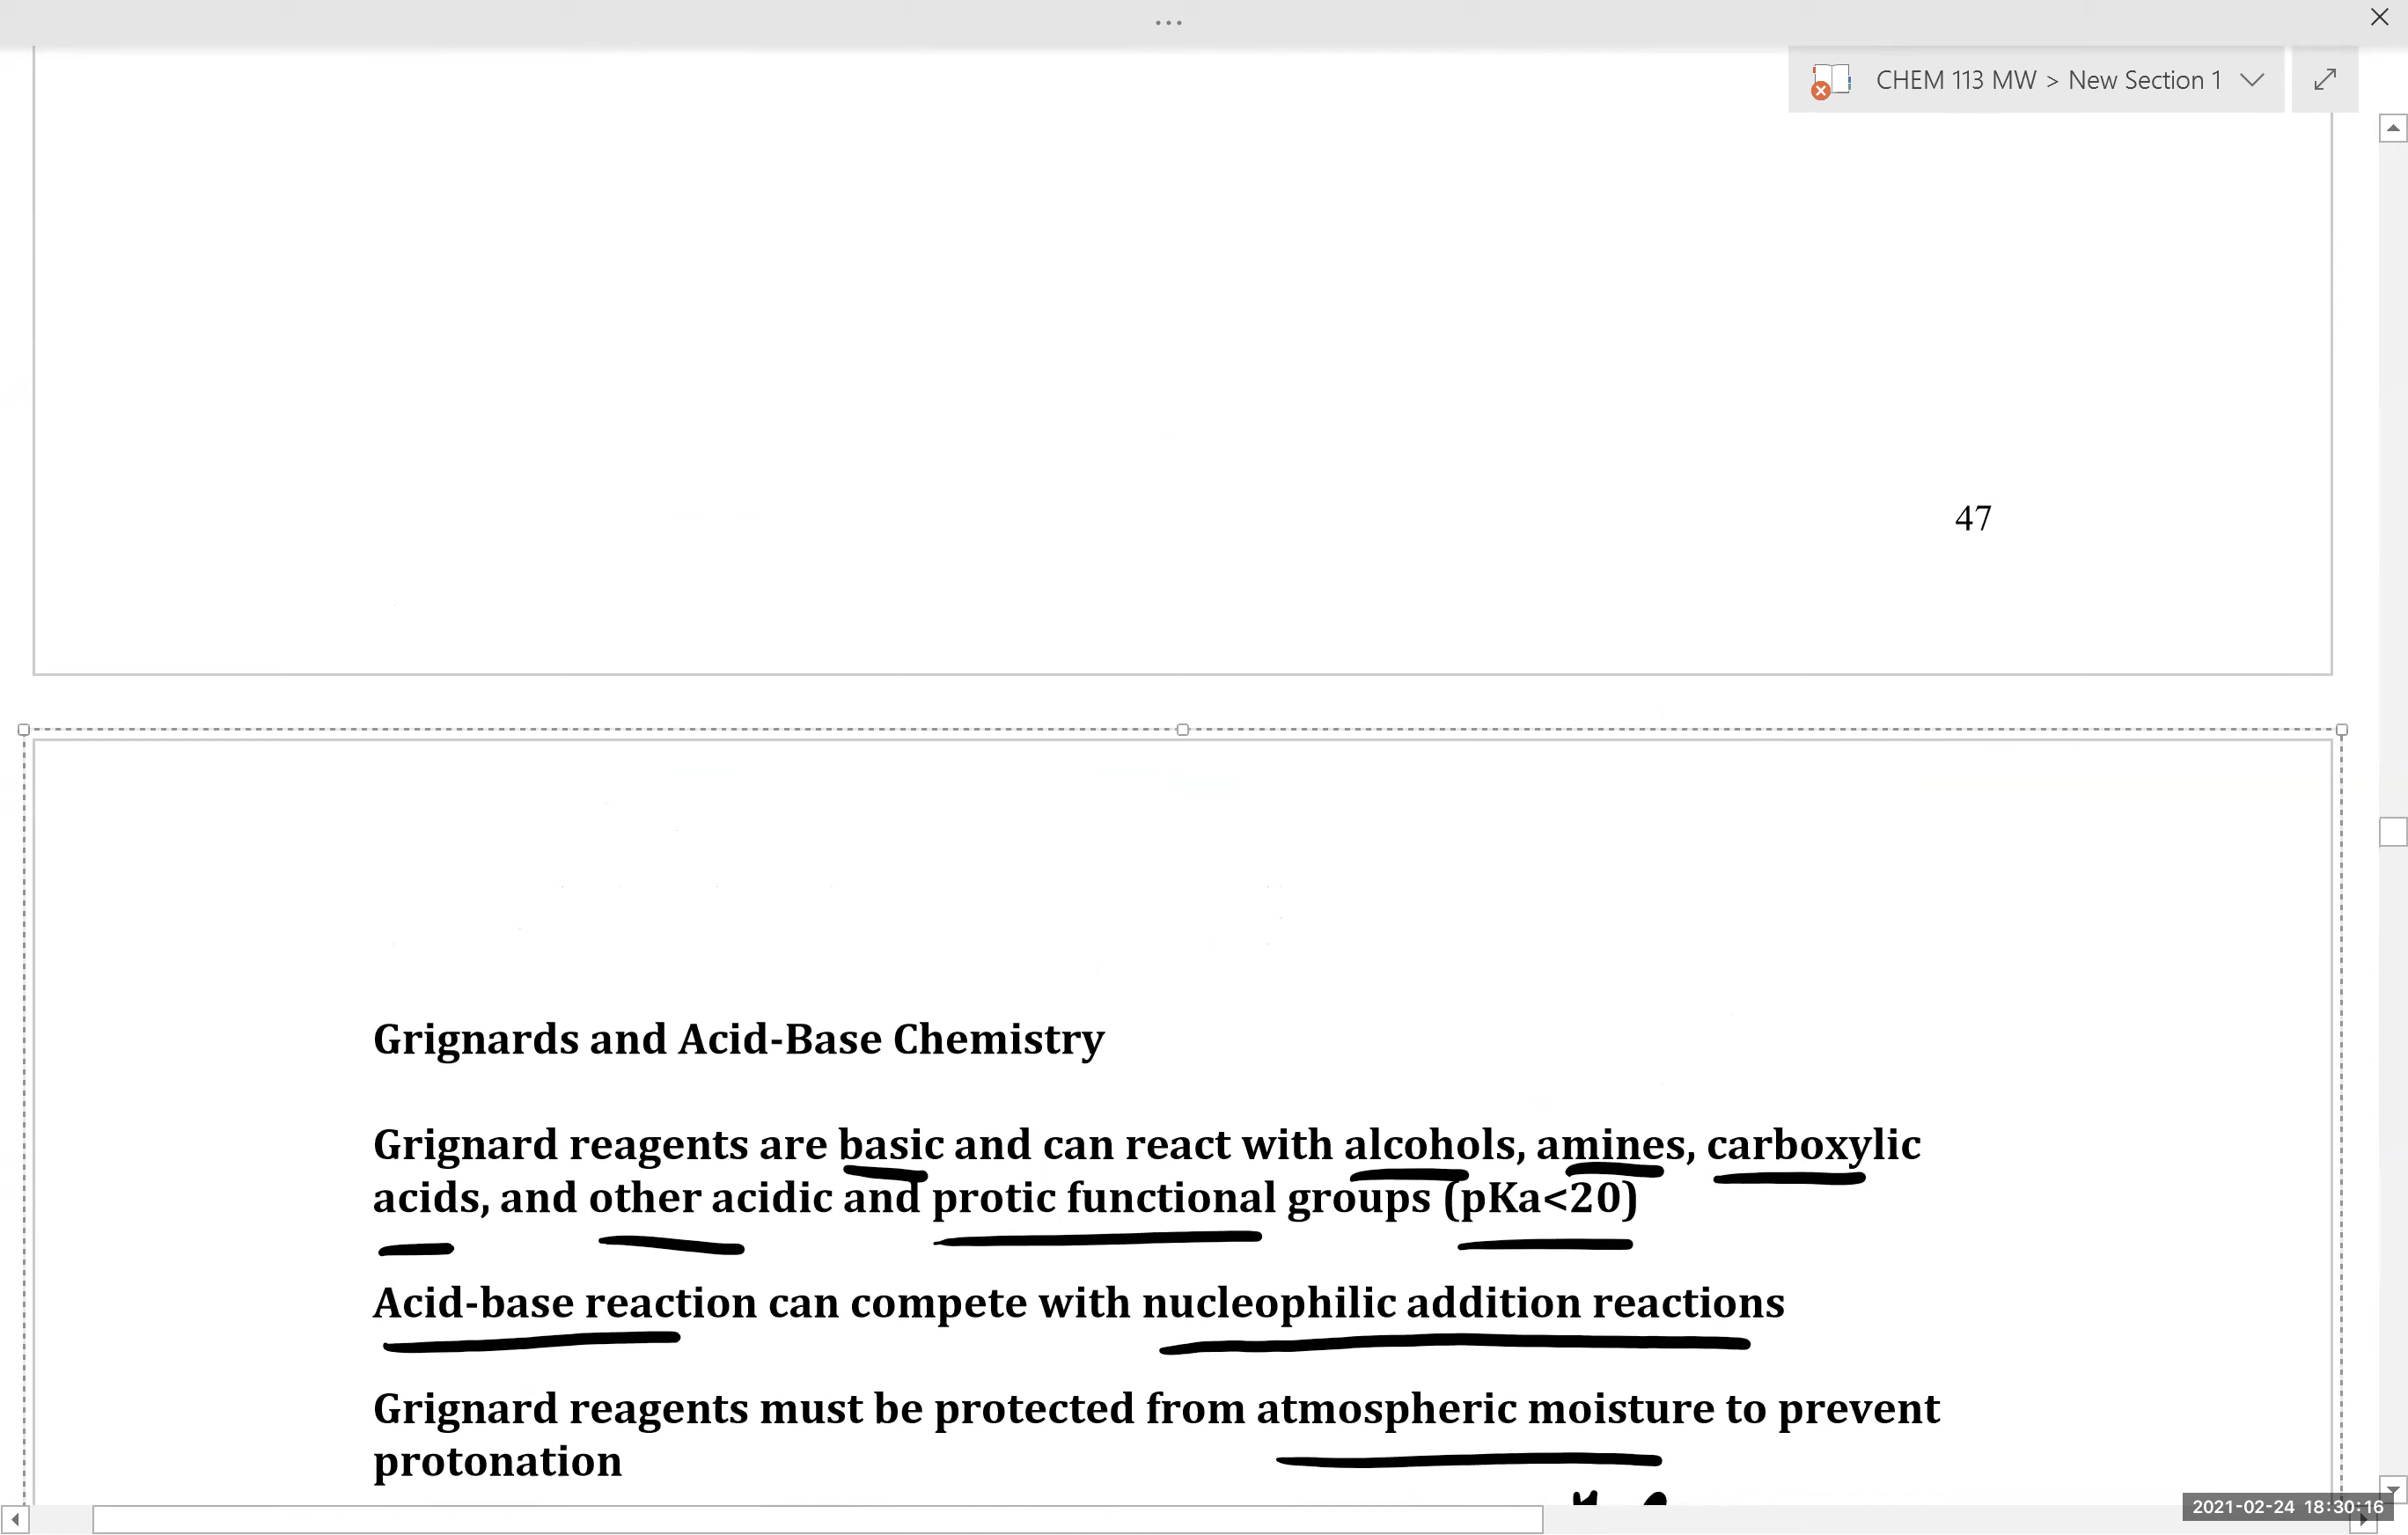 CHEM 113 MW > New Section 1
47
Grignards and Acid-Base Chemistry
Grignard reagents are basic and can react with alcohols, amines, carboxylic
acids, and other acidic and protic functional groups (pKa<20)
Acid-base reaction can compete with nucleophilic addition reactions
Grignard reagents must be protected from atmospheric moisture to prevent
protonation
2021-02-24 18:30:16